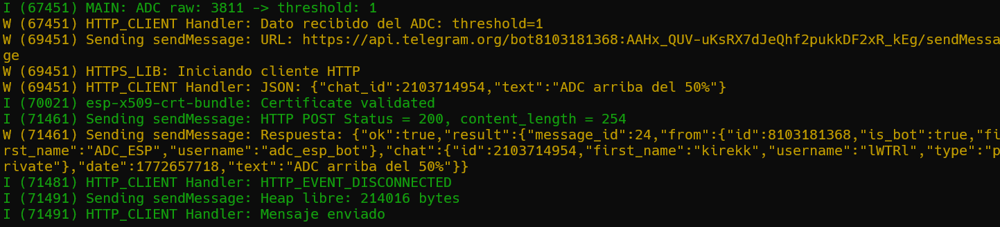 I (67451) MAIN: ADC raw: 3811 -> threshold: 1
W (67451) HTTP_CLIENT Handler: Dato recibido del ADC: threshold=1
W (69451) Sending sendMessage: URL: https://api.telegram.org/bot8103181368:AAHx_QUV-uKsRX7dJeQhf2pukkDF2xR_kEg/sendMessa
ge
W (69451) HTTPS_LIB: Iniciando cliente HTTP
W (69451) HTTP_CLIENT Handler: JSON: {"chat_id":2103714954,"text":"ADC arriba del 50%"}
I (70021) esp-x509-crt-bundle: Certificate validated
I (71461) Sending sendMessage: HTTP POST Status = 200, content_length = 254
W (71461) Sending sendMessage: Respuesta: {"ok":true,"result":{"message_id":24,"from":{"id":8103181368,"is_bot":true,"fi
rst_name":"ADC_ESP","username":"adc_esp_bot"},"chat":{"id":2103714954,"first_name":"kirekk","username":"lWTRl","type":"p
rivate"},"date":1772657718,"text":"ADC arriba del 50%"}}
I (71481) HTTP_CLIENT Handler: HTTP_EVENT_DISCONNECTED
I (71491) Sending sendMessage: Heap libre: 214016 bytes
I (71491) HTTP_CLIENT Handler: Mensaje enviado